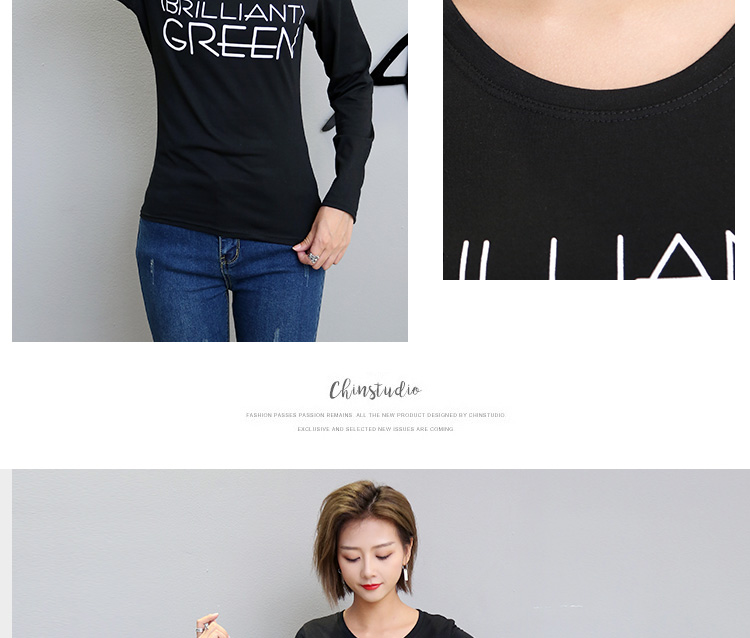 BRILLIANT
GREEN
ILLIAN
Chinstudio
FASHION PASSES PASSION REMAINS. ALL THE NEW PRODUCT DESIGNED BY CHINSTUDIO
EXCLUSIVE AND SELECTED NEW ISSUES ARE COMING.